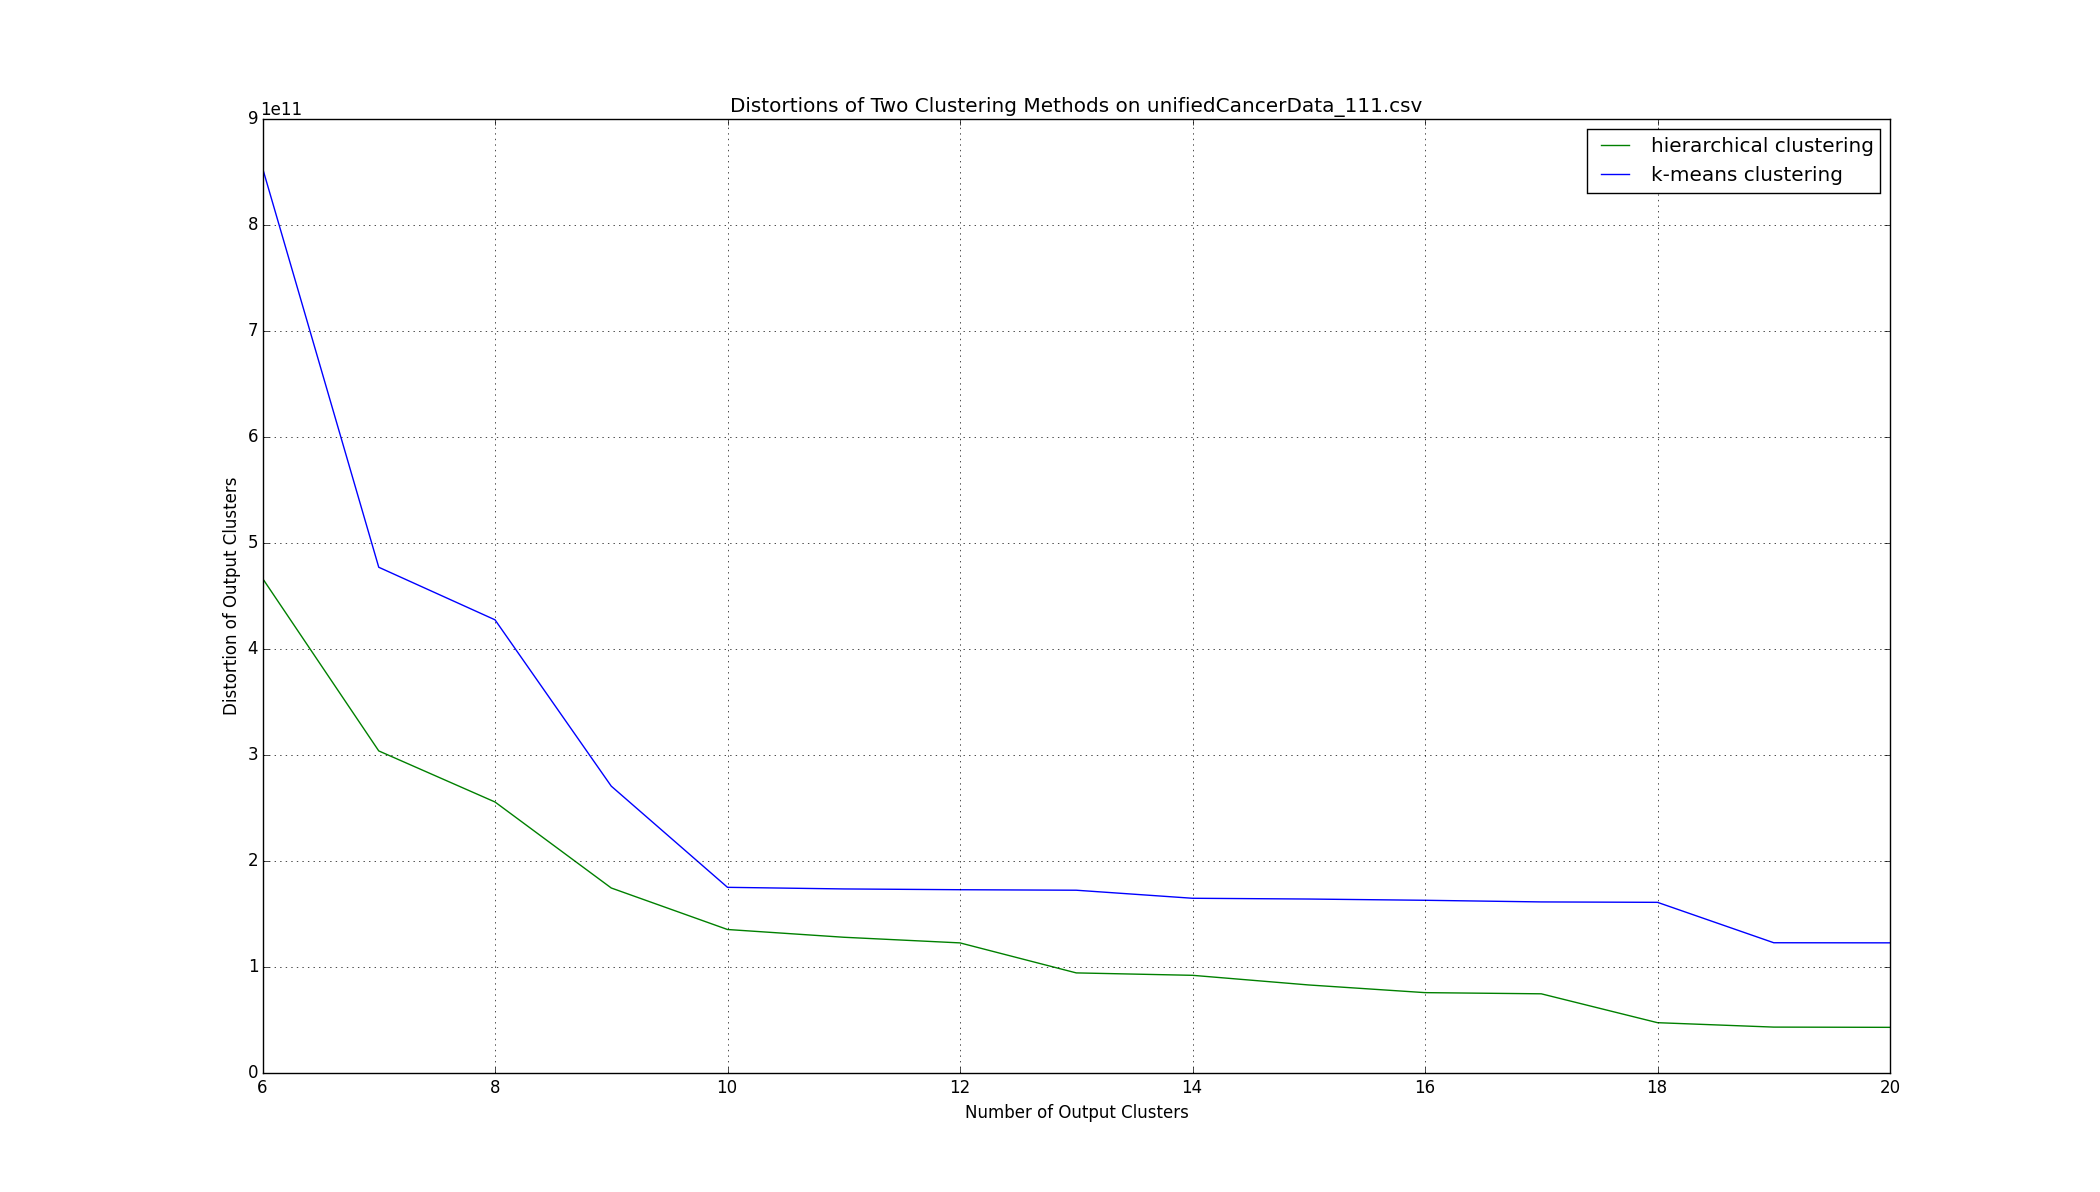 Distortions of Two Clustering Methods on unifiedCancerData_111.csv
1e11
9
8
7
6
5
4
3
2
1
0
Distortion of Output Clusters
hierarchical clustering
k-means clustering
6 8 10 12 14 16 18 20
Number of Output Clusters